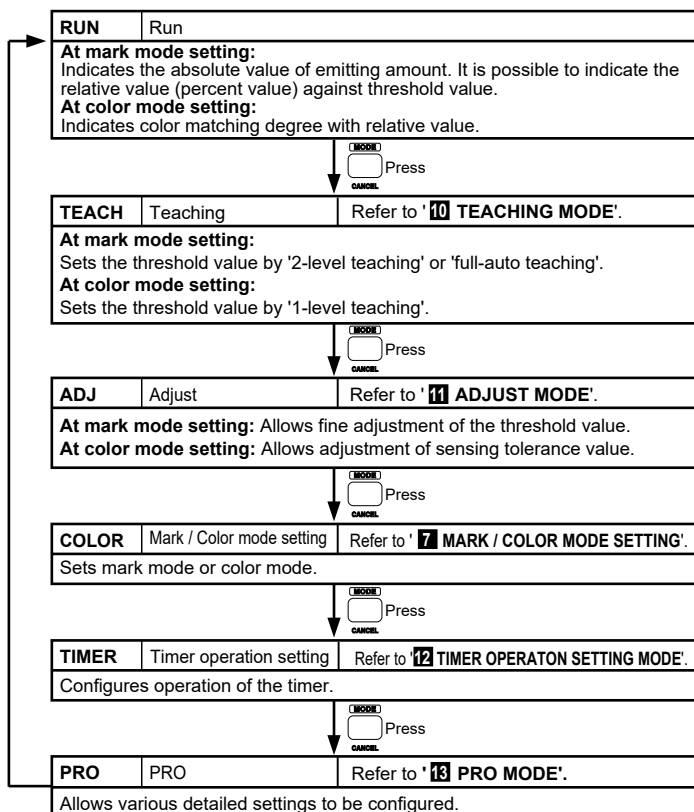 RUN Run
At mark mode setting:
Indicates the absolute value of emitting amount. It is possible to indicate the
relative value (percent value) against threshold value.
At color mode setting:
Indicates color matching degree with relative value.
MODE
Press
CANCEL
TEACH Teaching Refer to '10 TEACHING MODE'.
At mark mode setting:
Sets the threshold value by '2-level teaching' or 'full-auto teaching'.
At color mode setting:
Sets the threshold value by '1-level teaching'.
MODE
Press
CANCEL
ADJ Adjust Refer to '11 ADJUST MODE'.
At mark mode setting: Allows fine adjustment of the threshold value.
At color mode setting: Allows adjustment of sensing tolerance value.
MODE
Press
CANCEL
COLOR Mark / Color mode setting Refer to '7 MARK / COLOR MODE SETTING'.
Sets mark mode or color mode.
MODE
Press
CANCEL
TIMER Timer operation setting Refer to '12 TIMER OPERATON SETTING MODE'.
Configures operation of the timer.
MODE
Press
CANCEL
PRO PRO Refer to '13 PRO MODE'.
Allows various detailed settings to be configured.